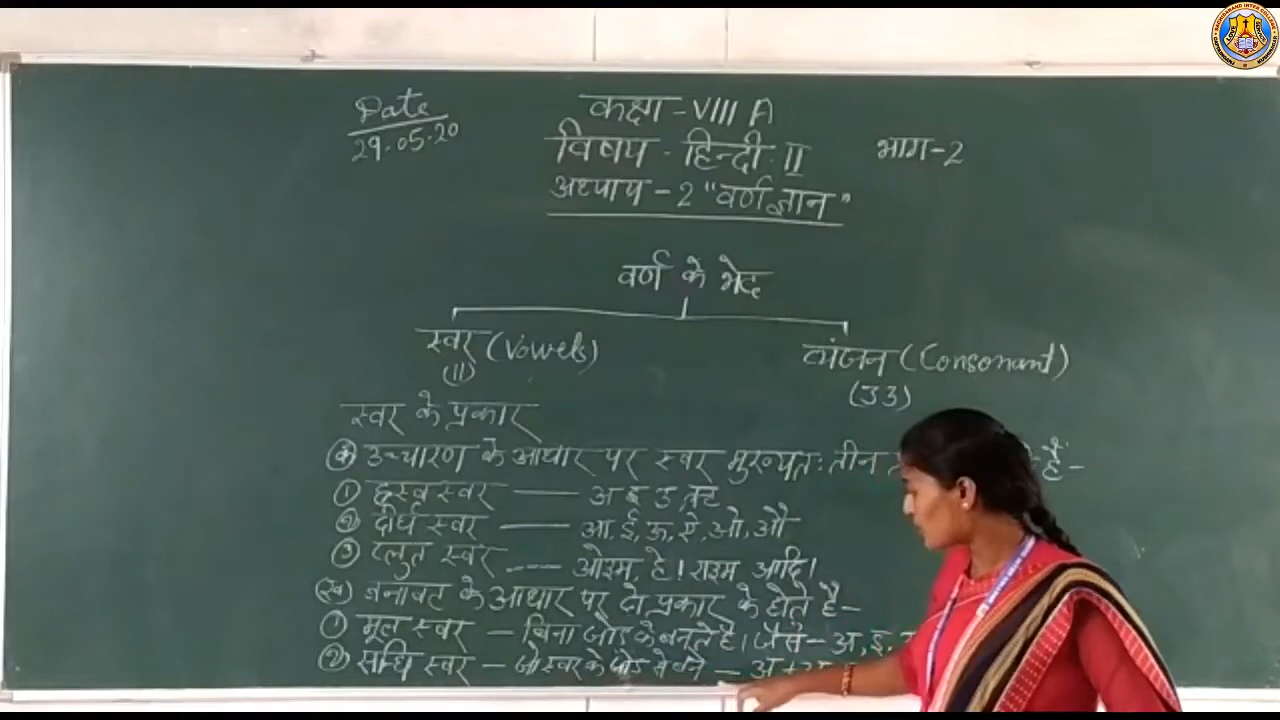 Date
29-05-20
कक्षा - VIII A
विषय - हिन्दी - II
भाग - 2
अध्याय - 2 "वर्ण ज्ञान"
वर्ण के भेद
स्वर (Vowels)
(11)
व्यंजन (Consonant)
(33)
स्वर के प्रकार
(क) उच्चारण के आधार पर स्वर मुख्यतः तीन है -
① ह्रस्व स्वर — अ इ उ ऋ
② दीर्घ स्वर — आ, ई, ऊ, ऐ, ओ, औ
③ प्लुत स्वर --- ओ३म, हे! रा३म आदि।
(ख) बनावट के आधार पर दो प्रकार के होते है -
① मूल स्वर - बिना जोड़ के बनते है। जैसे - अ, इ,
② सन्धि स्वर - जो स्वर के जोड़ से बने - अ +